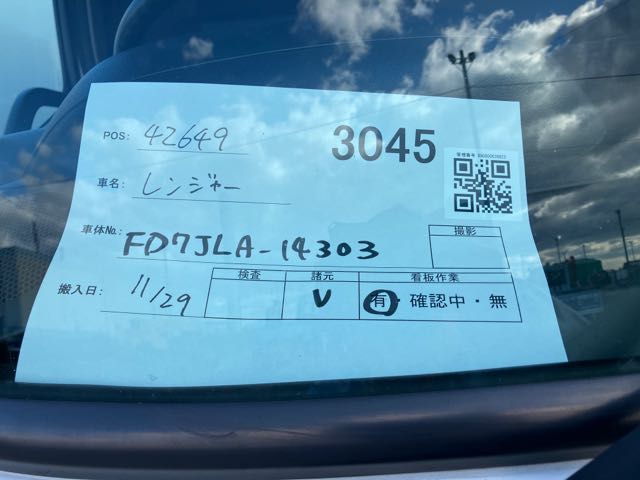 POS: 42649
3045
車名: レンジャー
車体No.: FD7JLA-14303
撮影
搬入日: 11/29
検査 諸元 看板作業
V 有・確認中・無